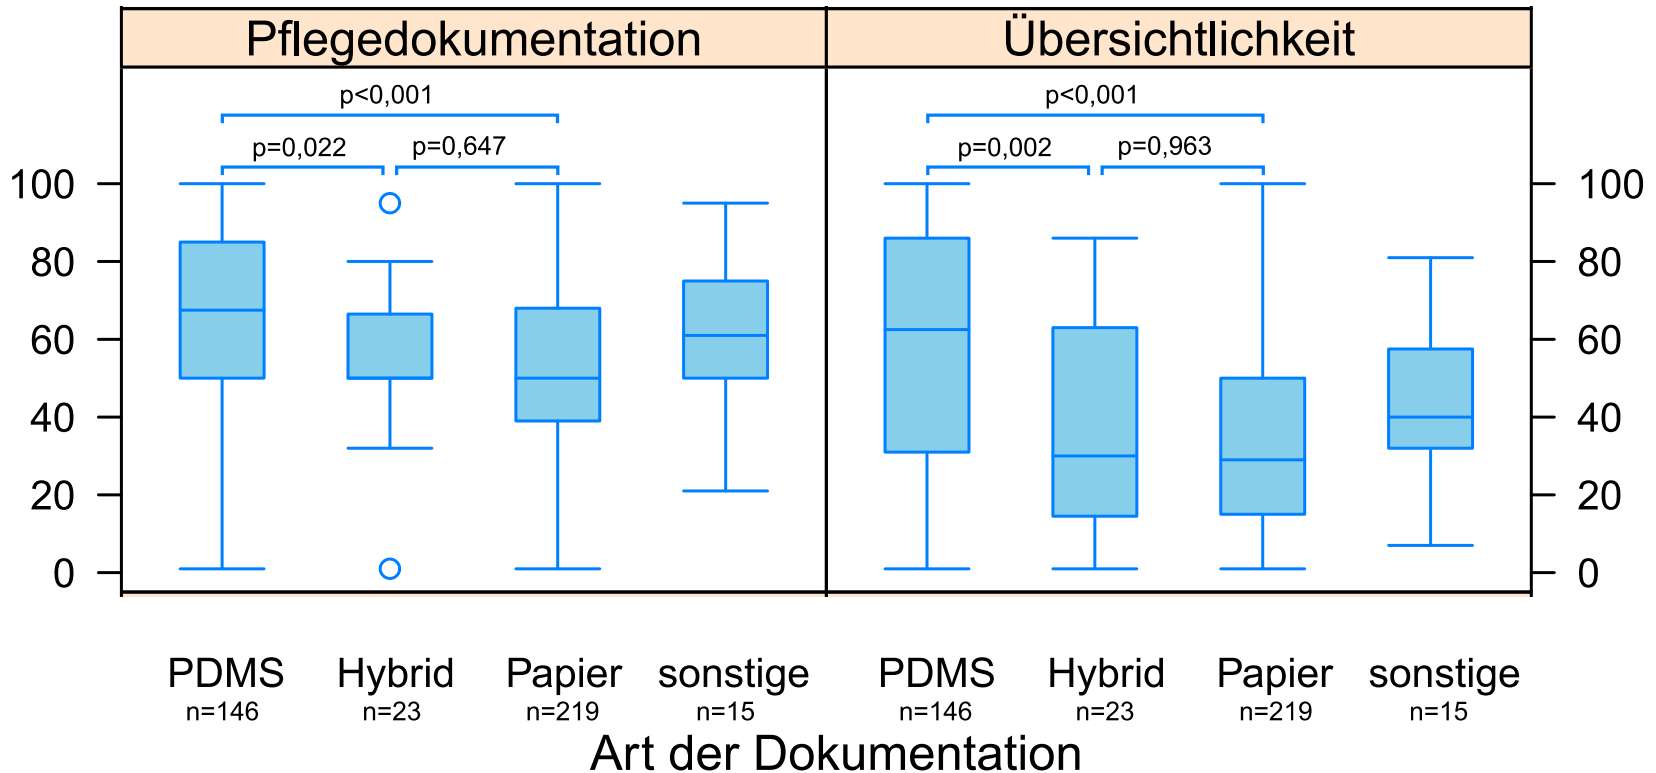 Pflegedokumentation Übersichtlichkeit
p<0,001 p<0,001
p=0,022 p=0,647 p=0,002 p=0,963
100 100
80 80
60 60
40 40
20 20
0 0
PDMS Hybrid Papier sonstige PDMS Hybrid Papier sonstige
n=146 n=23 n=219 n=15 n=146 n=23 n=219 n=15
Art der Dokumentation